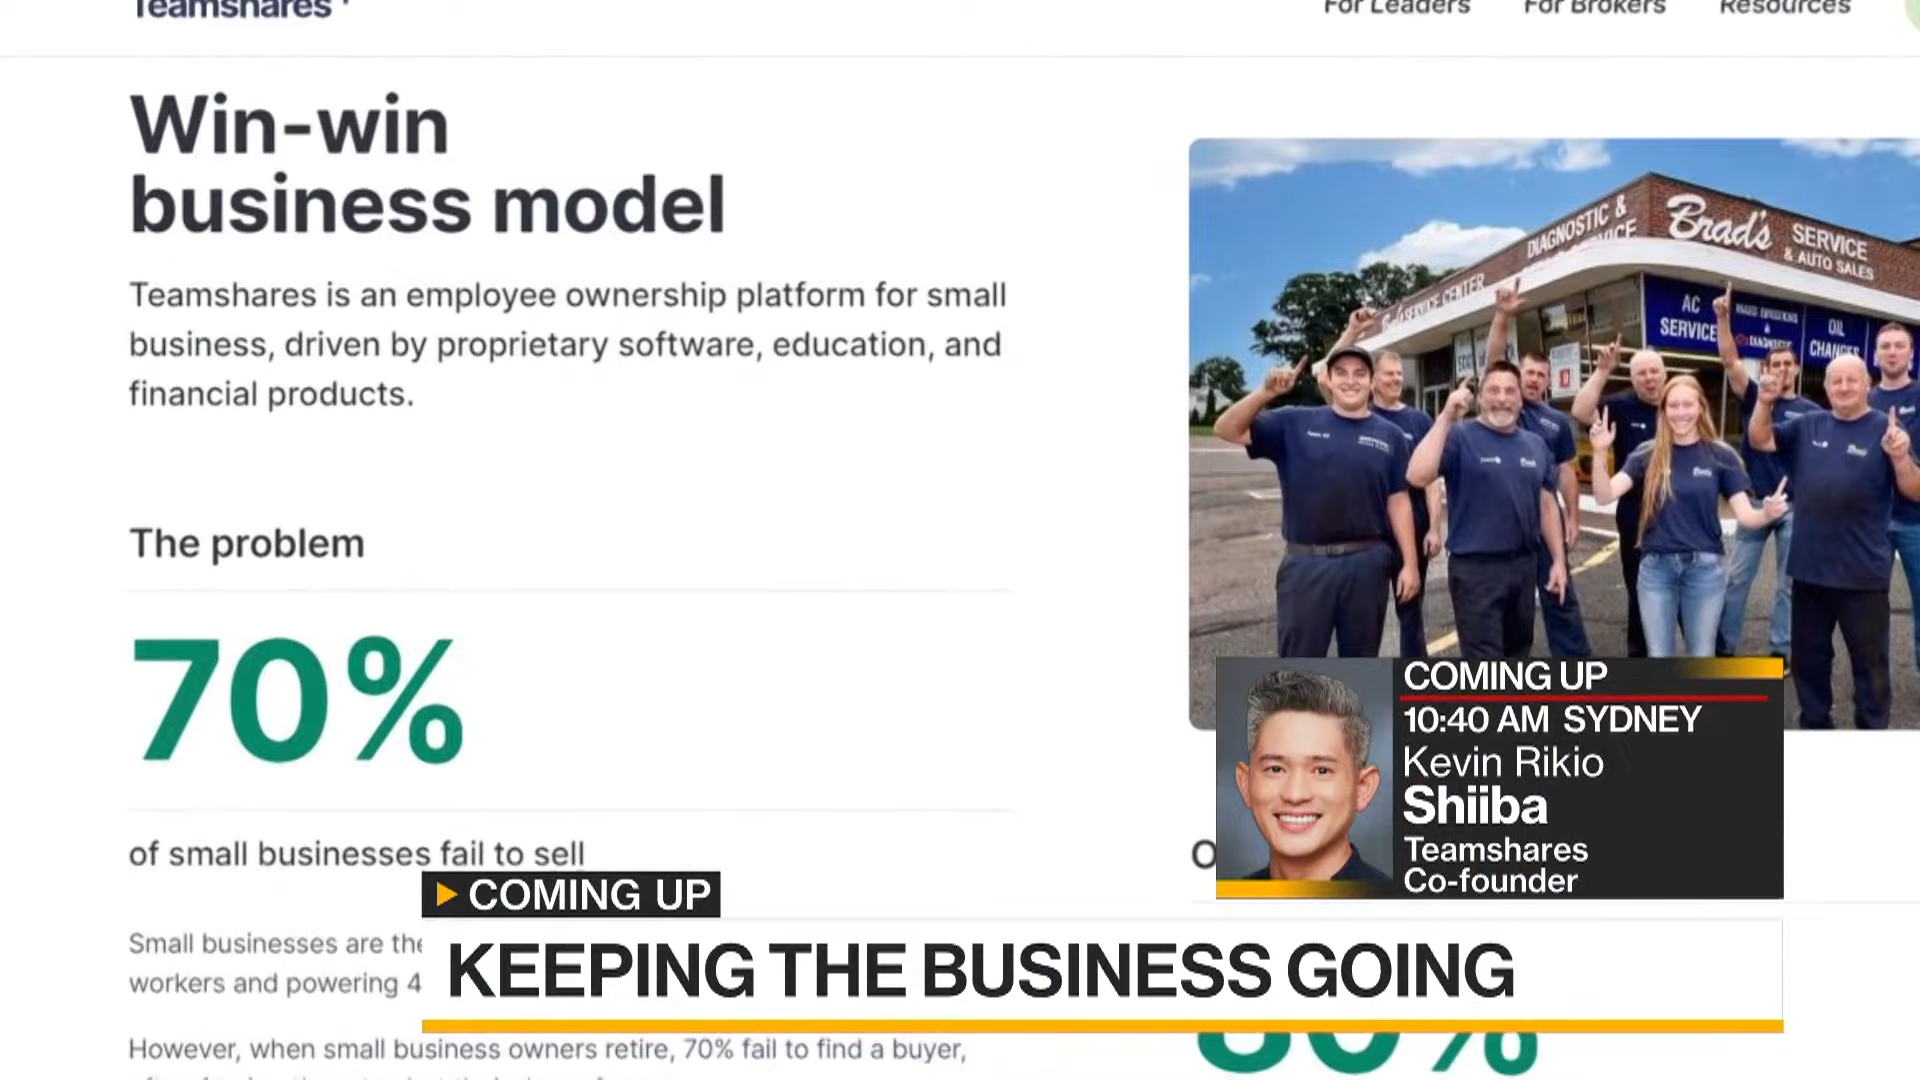 Teamshares
For Leaders For Brokers Resources
Win-win
business model
Teamshares is an employee ownership platform for small
business, driven by proprietary software, education, and
financial products.
The problem
70%
of small businesses fail to sell
Small businesses are the
workers and powering 4
However, when small business owners retire, 70% fail to find a buyer,
DIAGNOSTIC &
Brad's SERVICE
& AUTO SALES
SERVICE CENTER
AC
SERVICE
OIL
CHANGES
COMING UP
10:40 AM SYDNEY
Kevin Rikio
Shiiba
Teamshares
Co-founder
COMING UP
KEEPING THE BUSINESS GOING
80%